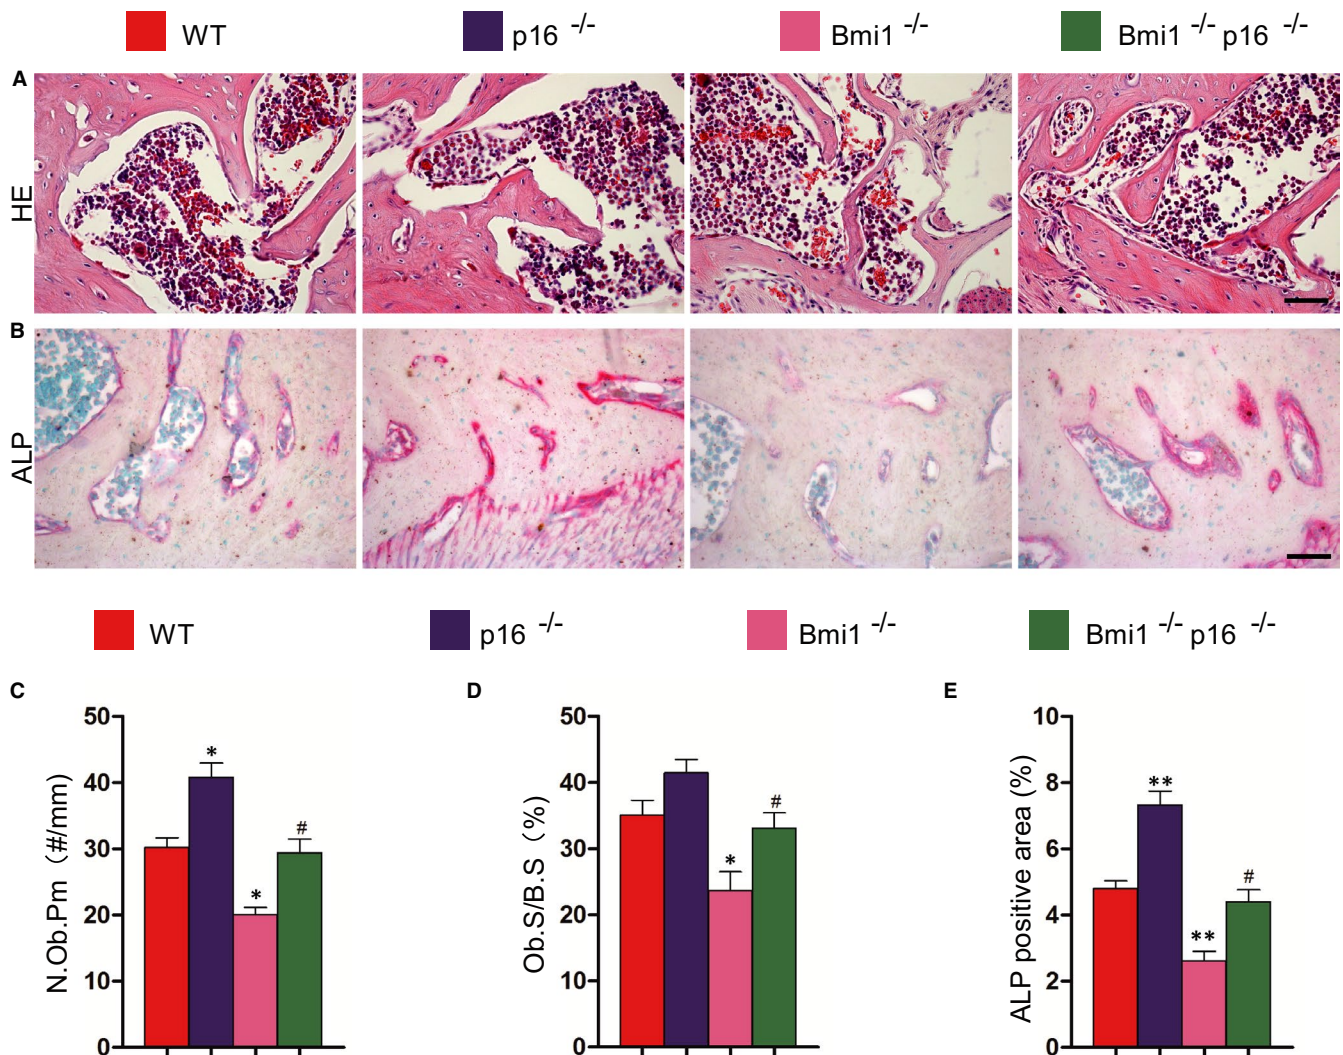 WT p16 -/- Bmi1 -/- Bmi1 -/- p16 -/-
A
HE
B
ALP
WT p16 -/- Bmi1 -/- Bmi1 -/- p16 -/-
C
N.Ob.Pm (#/mm)
50
40
30
20
10
0
*
*
#
D
Ob.S/B.S (%)
50
40
30
20
10
0
*
#
E
ALP positive area (%)
10
8
6
4
2
0
**
**
#